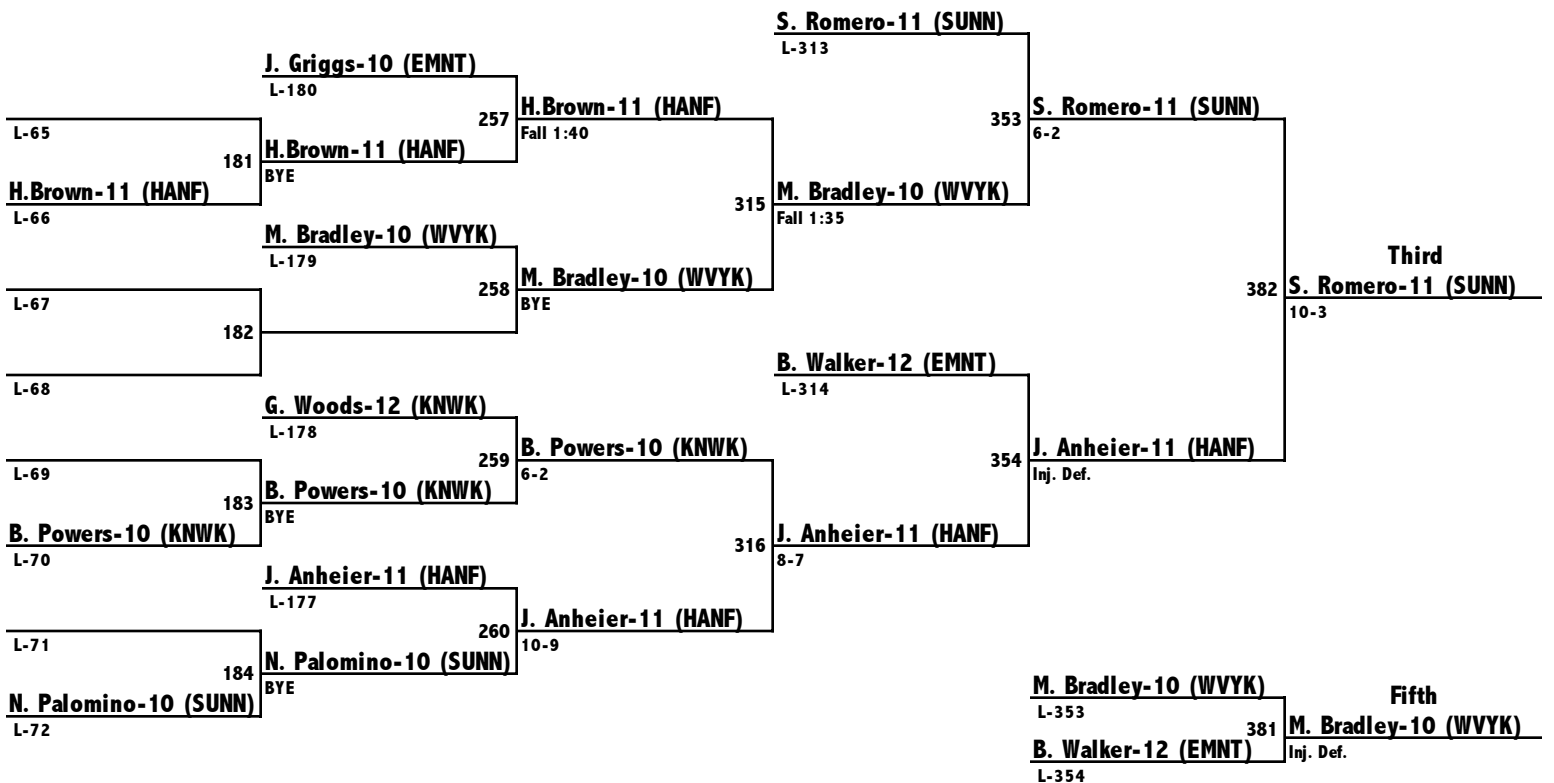 S. Romero-11 (SUNN)
L-313
J. Griggs-10 (EMNT)
L-180
257
H.Brown-11 (HANF)
Fall 1:40
353
S. Romero-11 (SUNN)
6-2
L-65
181
H.Brown-11 (HANF)
BYE
H.Brown-11 (HANF)
L-66
315
M. Bradley-10 (WVYK)
Fall 1:35
M. Bradley-10 (WVYK)
L-179
258
M. Bradley-10 (WVYK)
BYE
Third
382
S. Romero-11 (SUNN)
10-3
L-67
182
L-68
B. Walker-12 (EMNT)
L-314
G. Woods-12 (KNWK)
L-178
259
B. Powers-10 (KNWK)
6-2
354
J. Anheier-11 (HANF)
Inj. Def.
L-69
183
B. Powers-10 (KNWK)
BYE
B. Powers-10 (KNWK)
L-70
316
J. Anheier-11 (HANF)
8-7
J. Anheier-11 (HANF)
L-177
260
J. Anheier-11 (HANF)
10-9
L-71
184
N. Palomino-10 (SUNN)
BYE
N. Palomino-10 (SUNN)
L-72
M. Bradley-10 (WVYK)
L-353
Fifth
381
M. Bradley-10 (WVYK)
Inj. Def.
B. Walker-12 (EMNT)
L-354